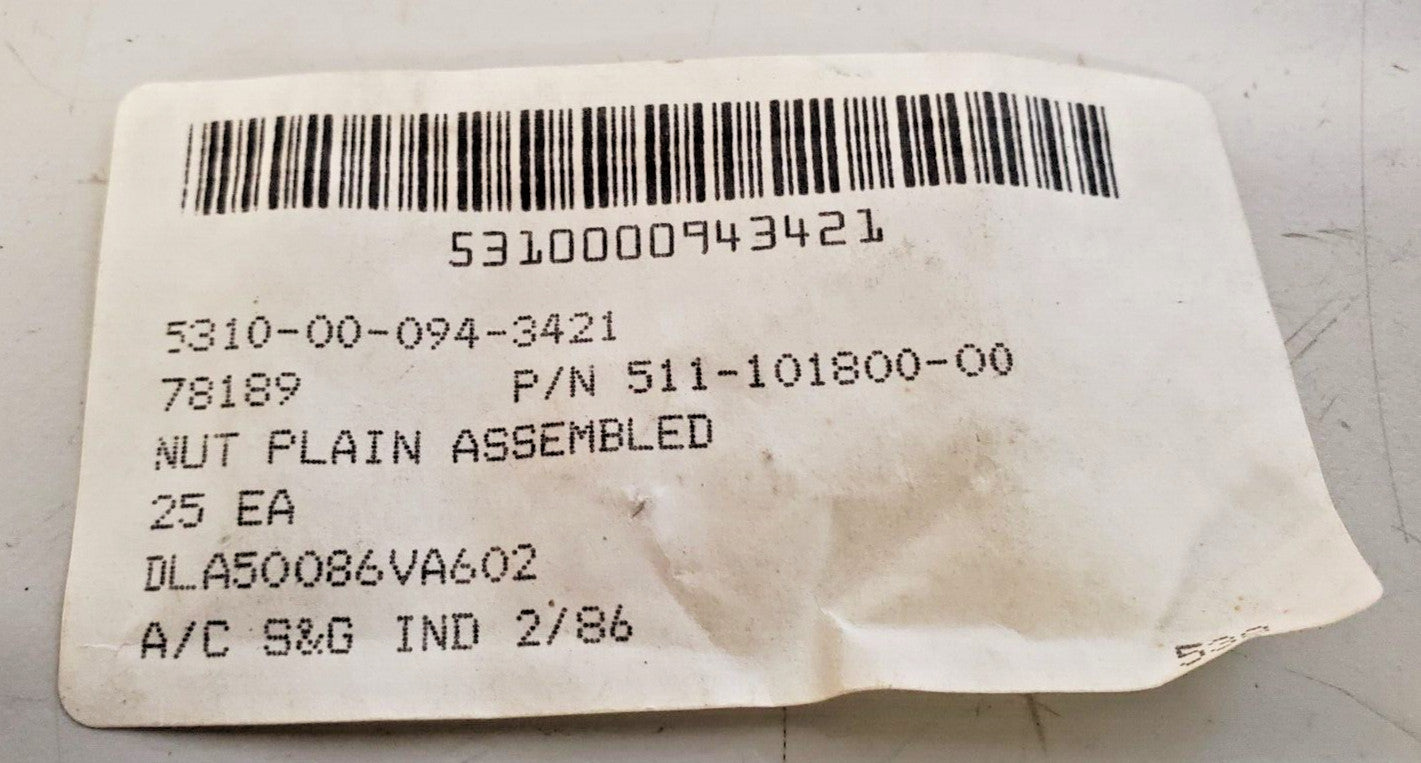 5310000943421
5310-00-094-3421
78189 P/N 511-101800-00
NUT PLAIN ASSEMBLED
25 EA
DLA50086VA602
A/C S&G IND 2/86